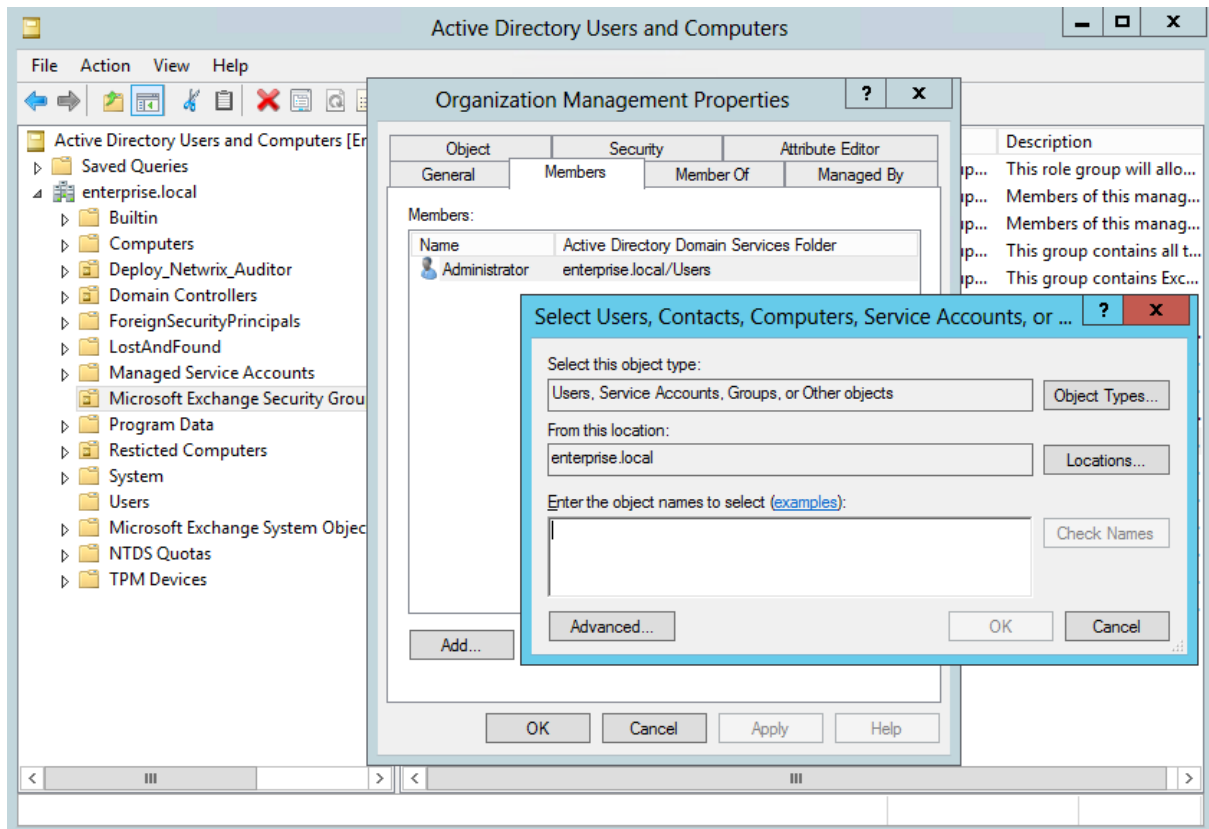 Active Directory Users and Computers
File Action View Help
Active Directory Users and Computers [Er
Saved Queries
enterprise.local
Builtin
Computers
Deploy_Netwrix_Auditor
Domain Controllers
ForeignSecurityPrincipals
LostAndFound
Managed Service Accounts
Microsoft Exchange Security Grou
Program Data
Resticted Computers
System
Users
Microsoft Exchange System Objec
NTDS Quotas
TPM Devices
Organization Management Properties
Object Security Attribute Editor
General Members Member Of Managed By
Members:
Name Active Directory Domain Services Folder
Administrator enterprise.local/Users
Add...
OK Cancel Apply Help
Select Users, Contacts, Computers, Service Accounts, or ...
Select this object type:
Users, Service Accounts, Groups, or Other objects Object Types...
From this location:
enterprise.local Locations...
Enter the object names to select (examples):
Check Names
Advanced... OK Cancel
Description
up... This role group will allo...
up... Members of this manag...
up... Members of this manag...
up... This group contains all t...
up... This group contains Exc...